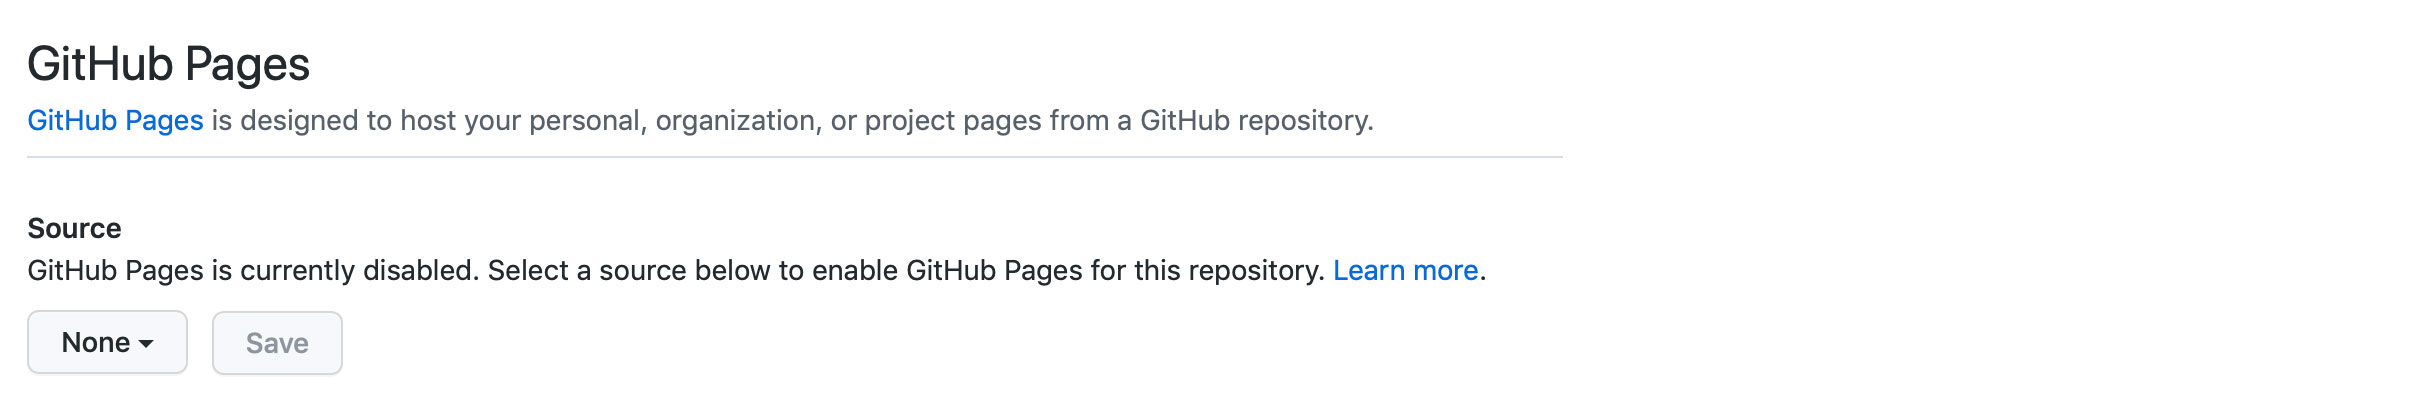 GitHub Pages
GitHub Pages is designed to host your personal, organization, or project pages from a GitHub repository.
Source
GitHub Pages is currently disabled. Select a source below to enable GitHub Pages for this repository. Learn more.
None Save